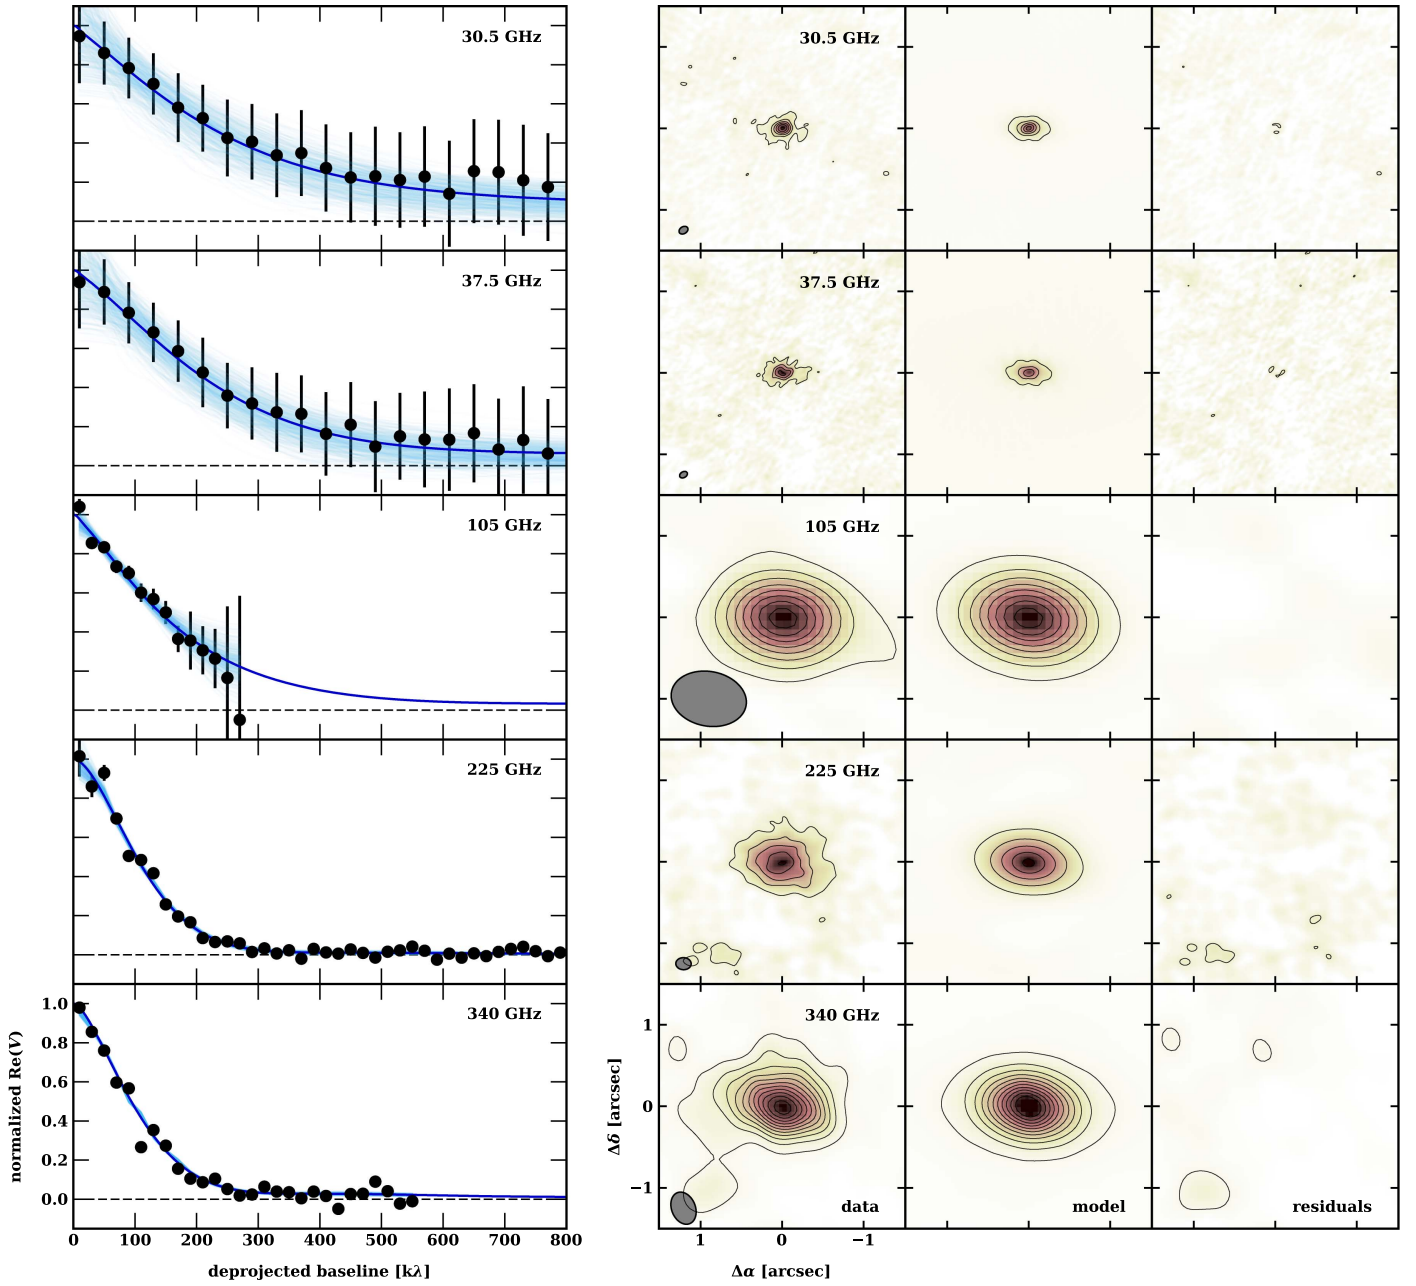 30.5 GHz
30.5 GHz
37.5 GHz
37.5 GHz
105 GHz
105 GHz
225 GHz
225 GHz
340 GHz
340 GHz
normalized Re(V)
1.0
0.8
0.6
0.4
0.2
0.0
0 100 200 300 400 500 600 700 800
deprojected baseline [kλ]
Δδ [arcsec]
1
0
−1
data
model
residuals
1 0 −1
Δα [arcsec]